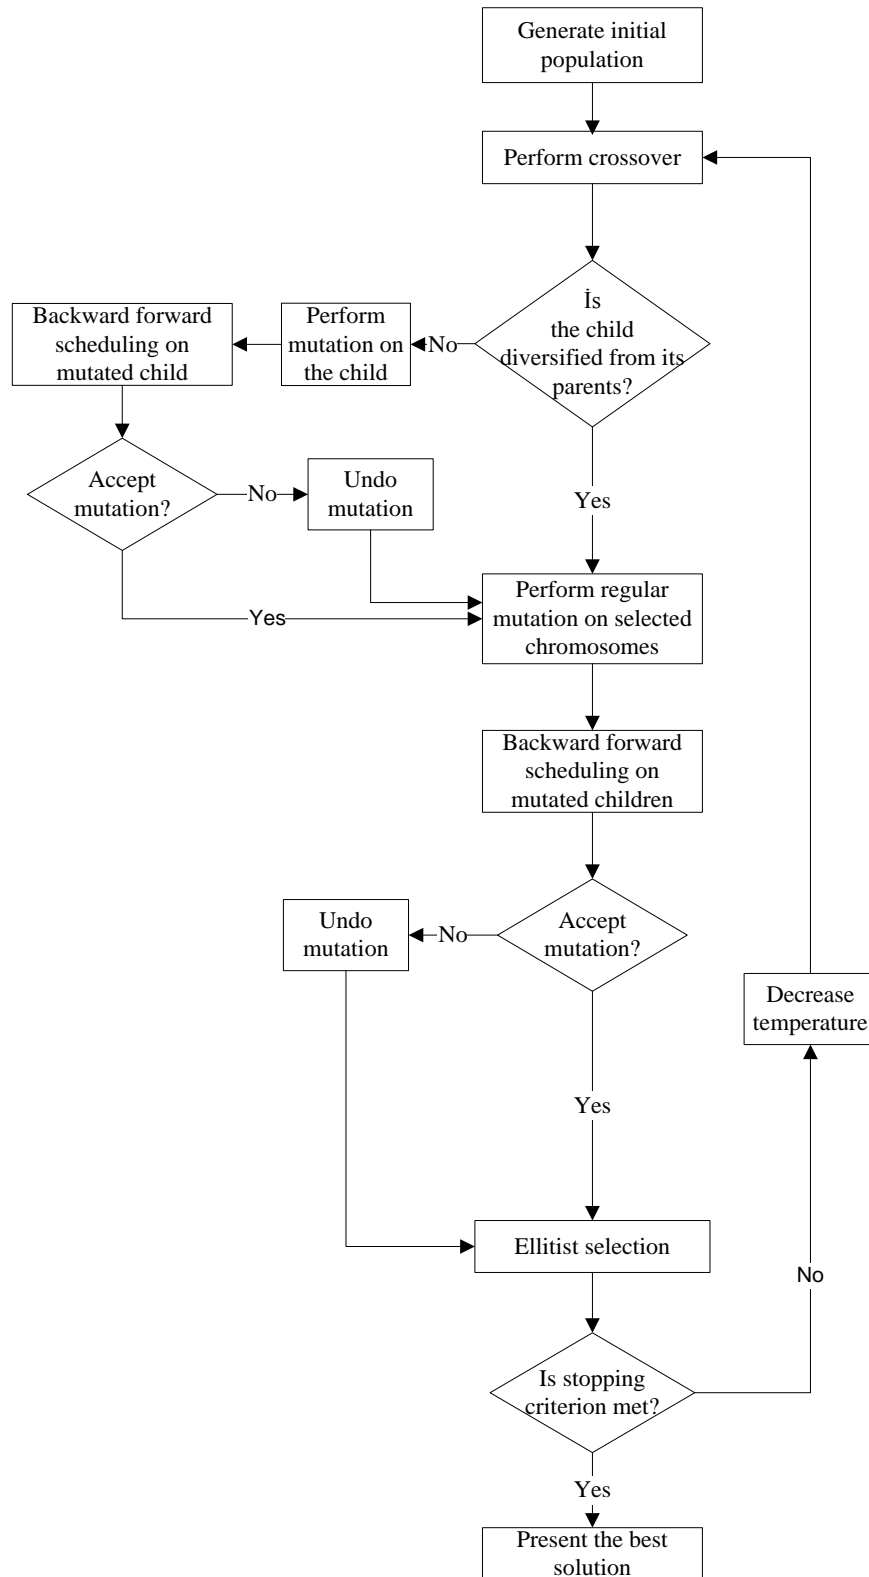 Generate initial
population
Perform crossover
İs
the child
diversified from its
parents?
No
Perform
mutation on
the child
Backward forward
scheduling on
mutated child
Accept
mutation?
No
Undo
mutation
Yes
Yes
Perform regular
mutation on selected
chromosomes
Backward forward
scheduling on
mutated children
Accept
mutation?
No
Undo
mutation
Yes
Decrease
temperature
Ellitist selection
No
Is stopping
criterion met?
Yes
Present the best
solution